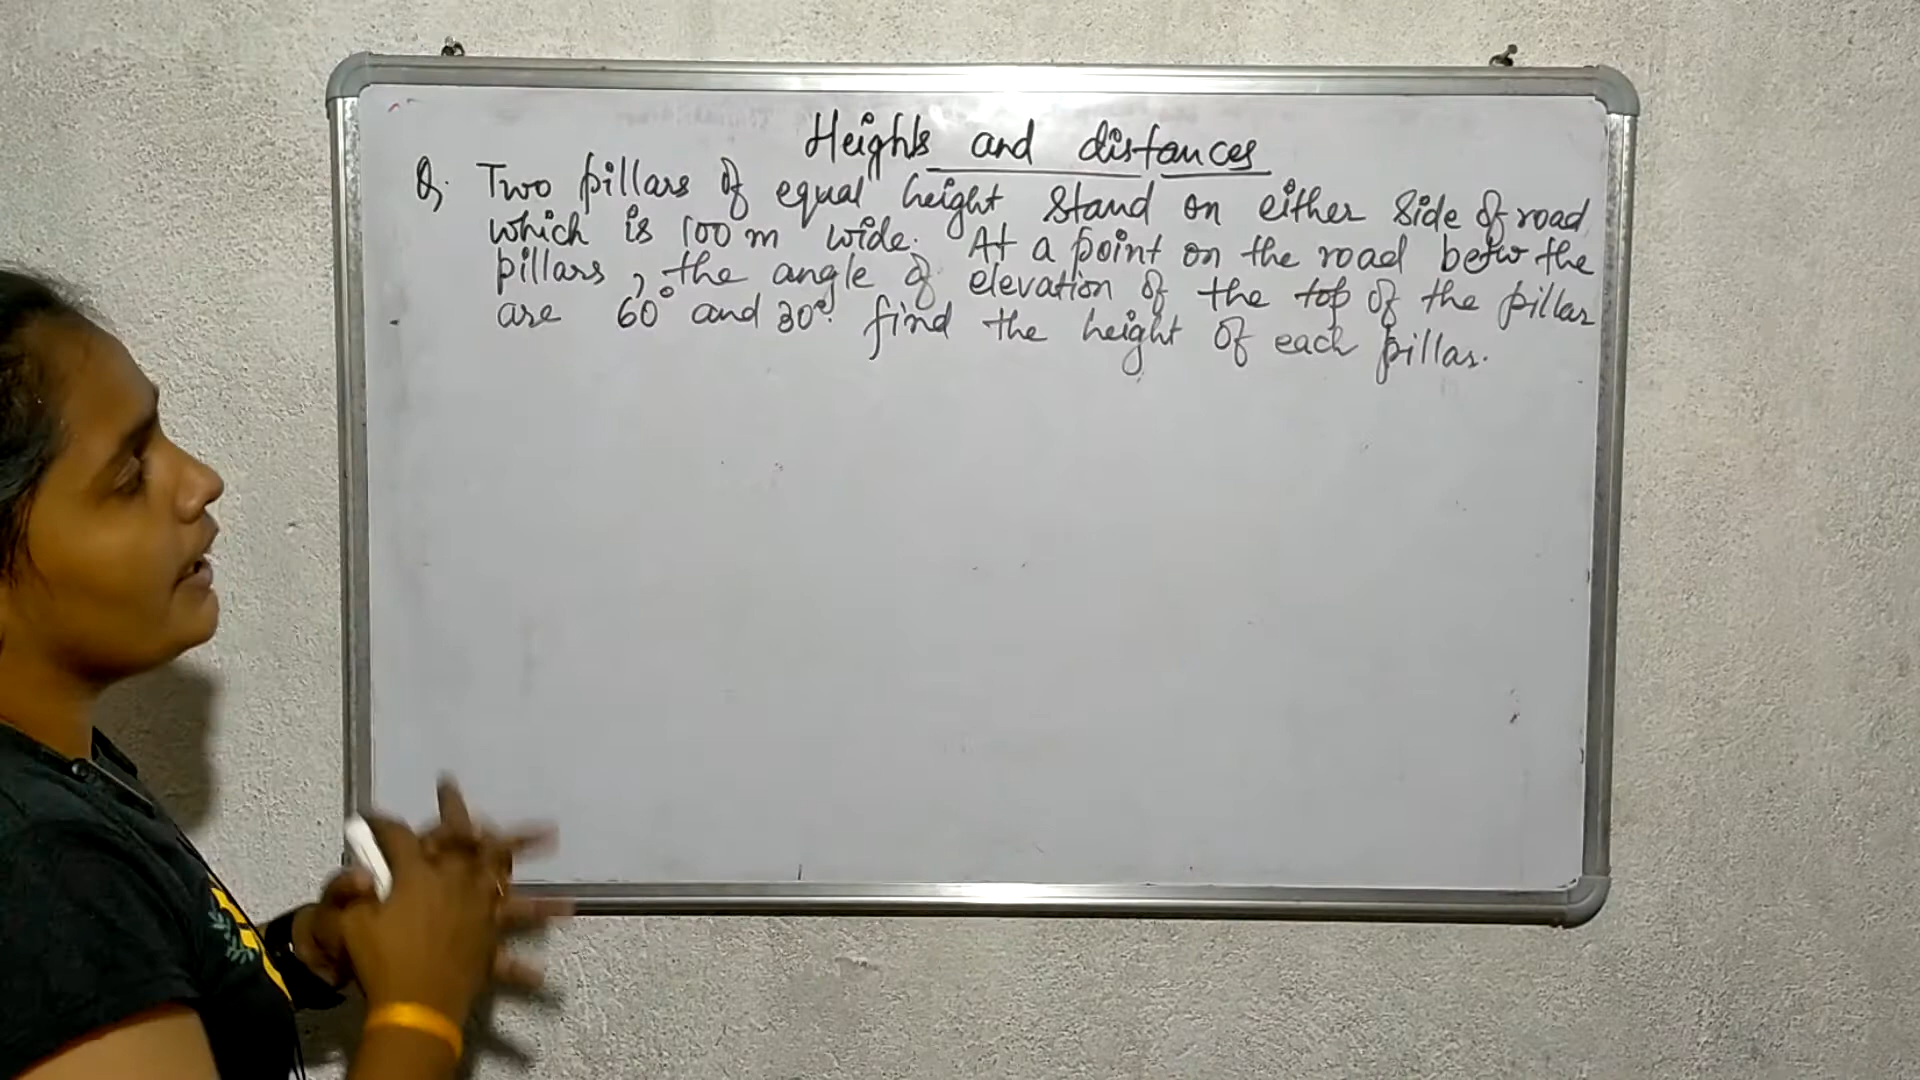 Heights and distances
Q. Two pillars of equal height stand on either side of road
which is 100 m wide. At a point on the road betw the
pillars, the angle of elevation of the top of the pillar
are 60° and 30°. find the height of each pillar.